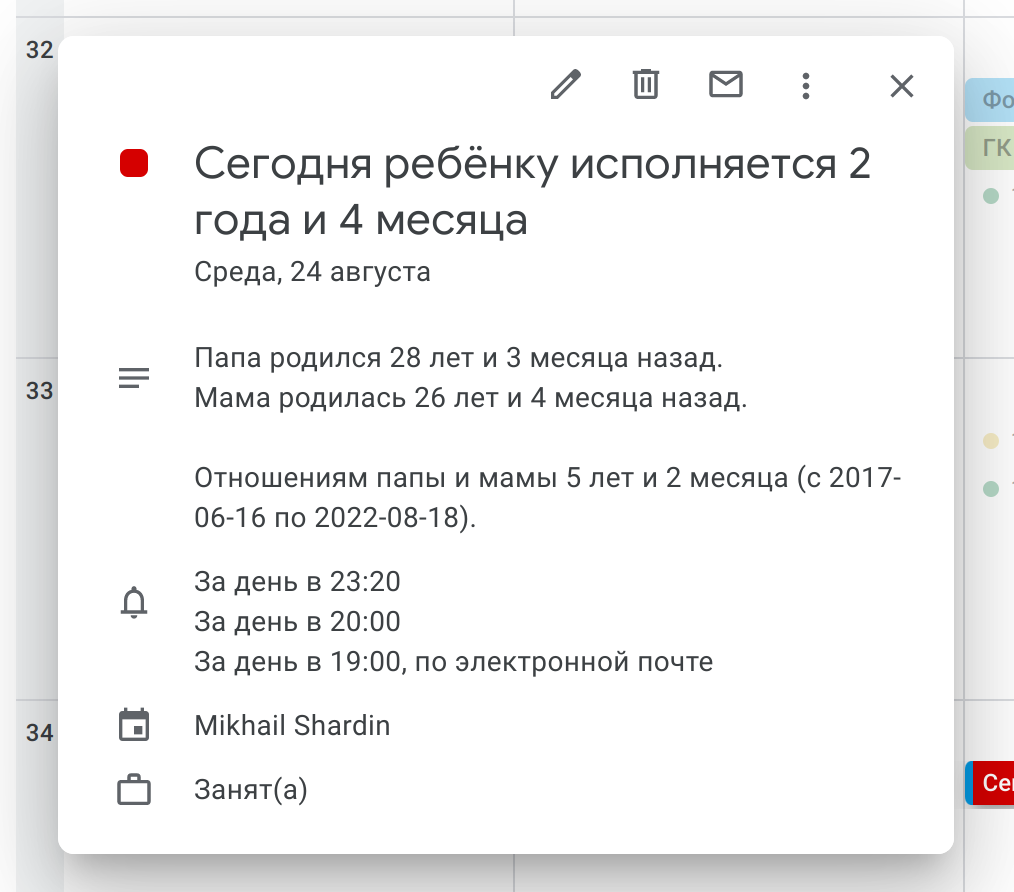 32
Фо
ГК
Сегодня ребёнку исполняется 2
года и 4 месяца
Среда, 24 августа
Папа родился 28 лет и 3 месяца назад.
33
Мама родилась 26 лет и 4 месяца назад.
Отношениям папы и мамы 5 лет и 2 месяца (с 2017-
06-16 по 2022-08-18).
За день в 23:20
За день в 20:00
За день в 19:00, по электронной почте
34
Mikhail Shardin
Сег
Занят(а)